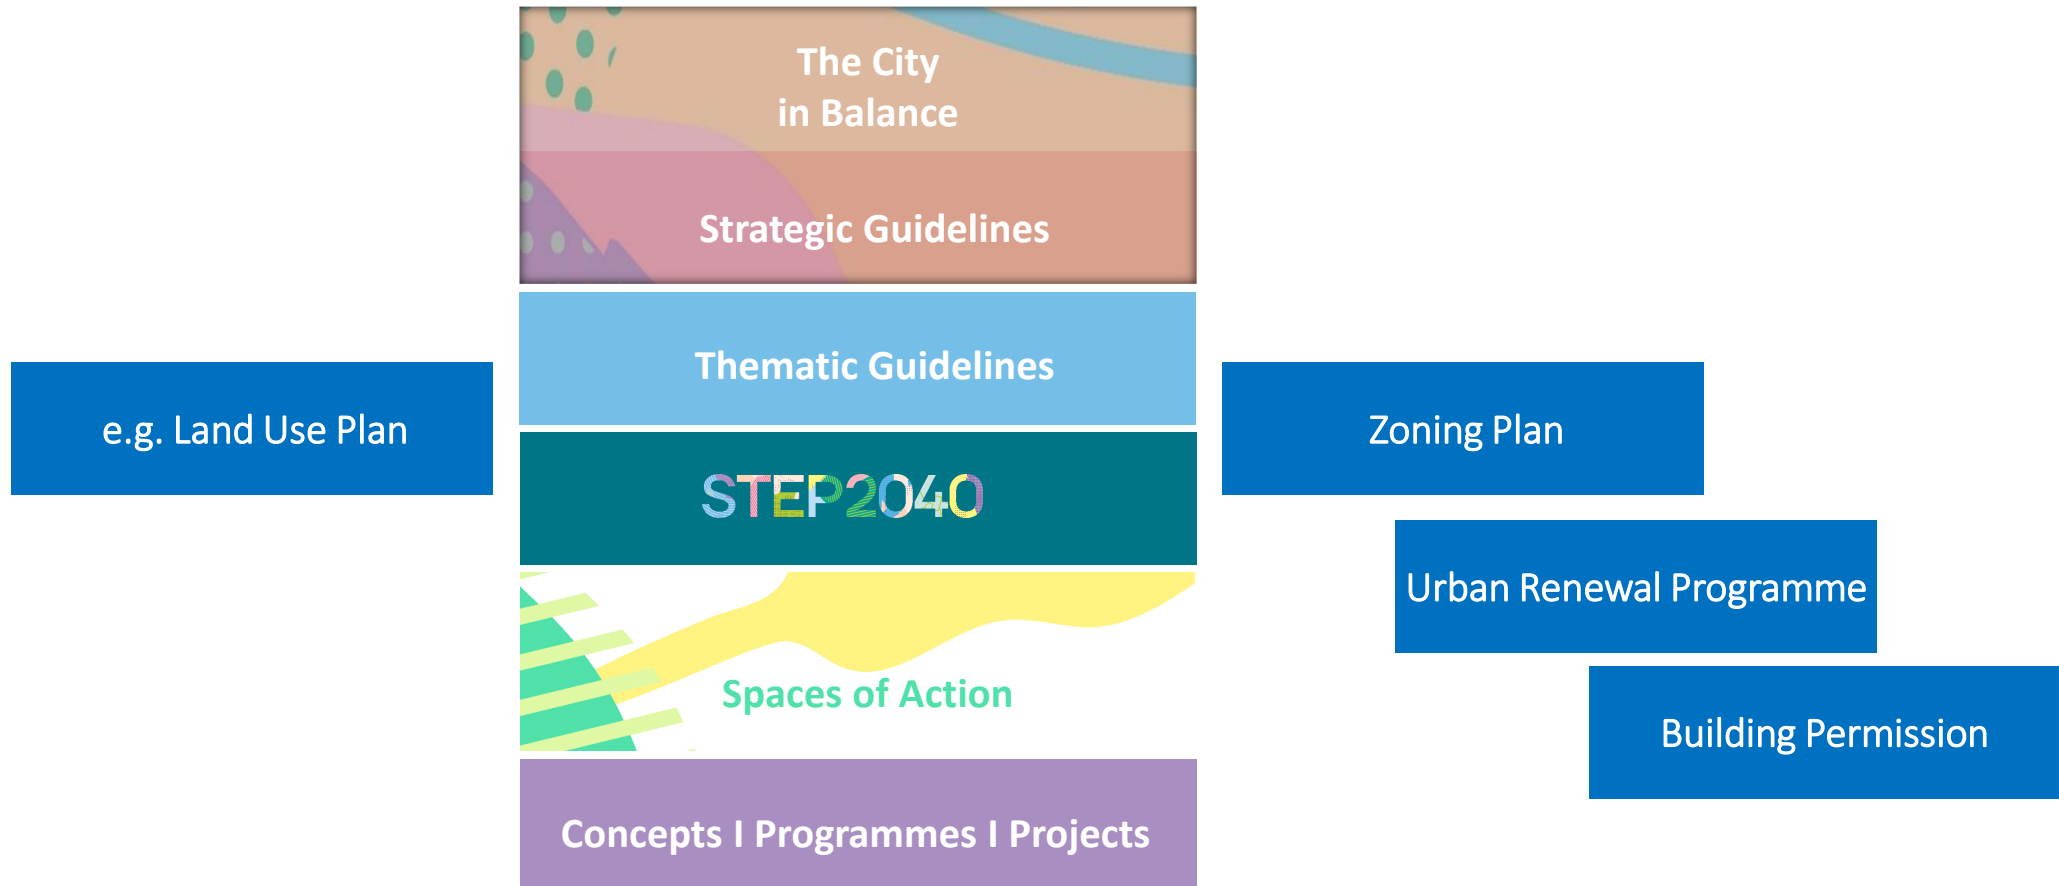 The City
in Balance
Strategic Guidelines
Thematic Guidelines
e.g. Land Use Plan
Zoning Plan
STEP2040
Urban Renewal Programme
Spaces of Action
Building Permission
Concepts I Programmes I Projects